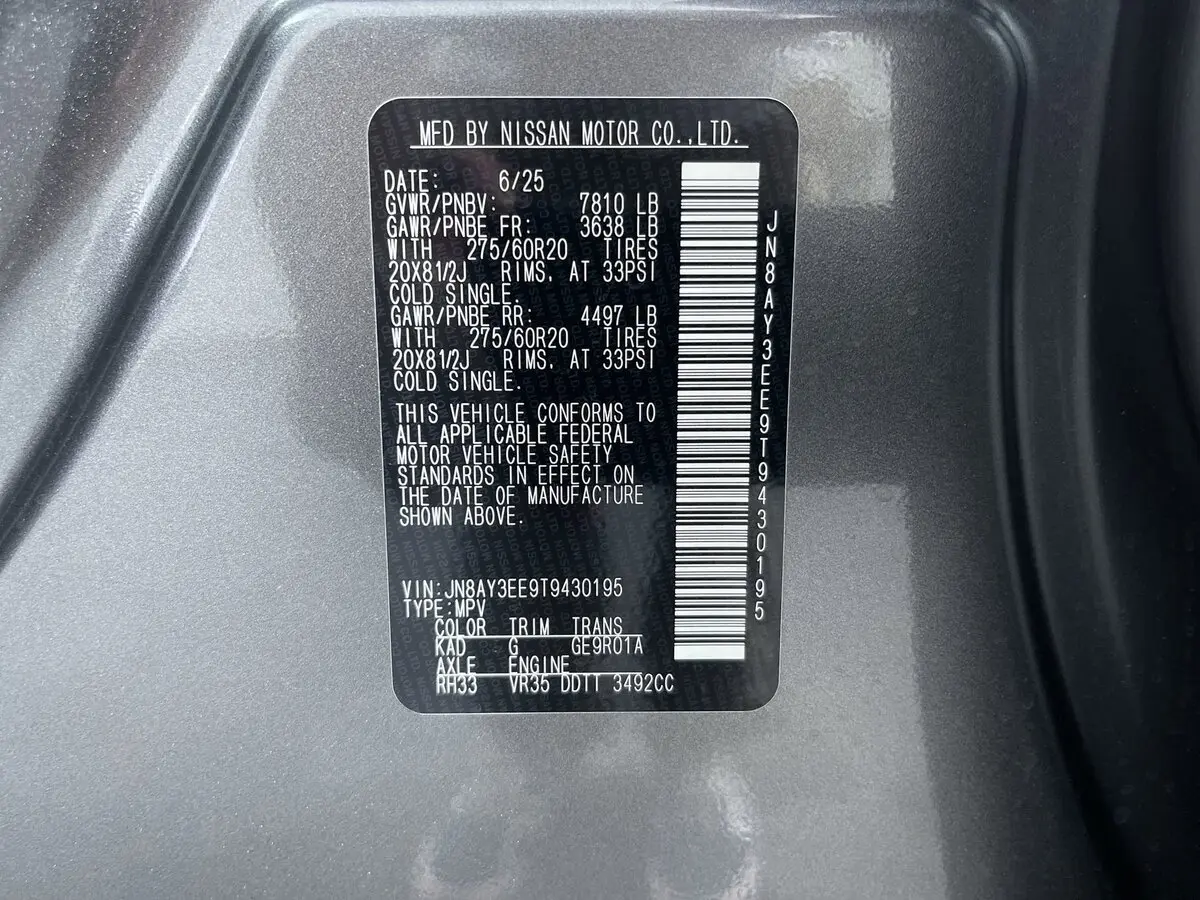 MFD BY NISSAN MOTOR CO.,LTD.
DATE: 6/25
GVWR/PNBV: 7810 LB
GAWR/PNBE FR: 3638 LB
WITH 275/60R20 TIRES
20X81/2J RIMS, AT 33PSI
COLD SINGLE.
GAWR/PNBE RR: 4497 LB
WITH 275/60R20 TIRES
20X81/2J RIMS, AT 33PSI
COLD SINGLE.
THIS VEHICLE CONFORMS TO
ALL APPLICABLE FEDERAL
MOTOR VEHICLE SAFETY
STANDARDS IN EFFECT ON
THE DATE OF MANUFACTURE
SHOWN ABOVE.
VIN:JN8AY3EE9T9430195
TYPE:MPV
COLOR TRIM TRANS
KAD G GE9R01A
AXLE ENGINE
RH33 VR35 DDTT 3492CC
JN8AY3EE9T9430195